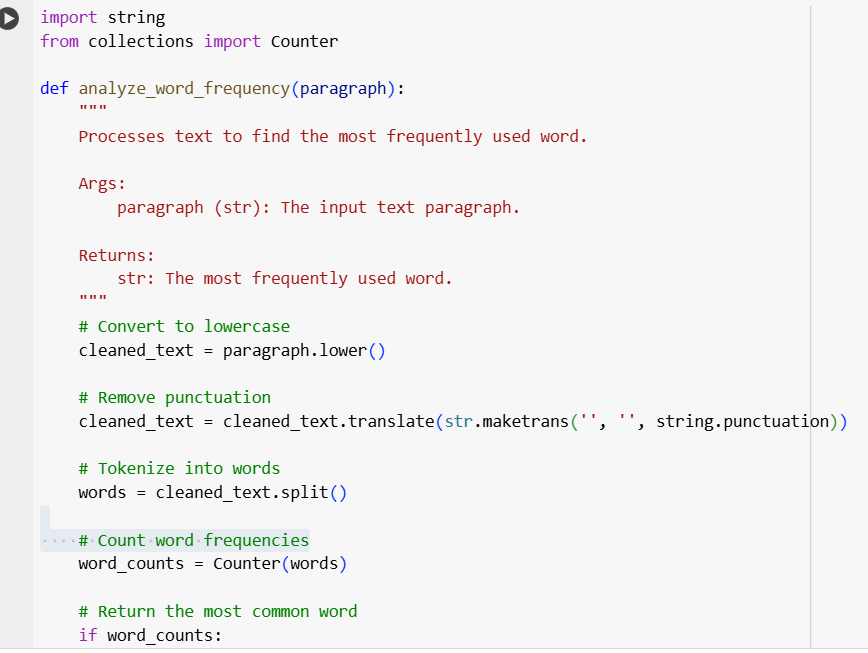 import string
from collections import Counter
def analyze_word_frequency(paragraph):
"""
Processes text to find the most frequently used word.
Args:
paragraph (str): The input text paragraph.
Returns:
str: The most frequently used word.
"""
# Convert to lowercase
cleaned_text = paragraph.lower()
# Remove punctuation
cleaned_text = cleaned_text.translate(str.maketrans('', '', string.punctuation))
# Tokenize into words
words = cleaned_text.split()
# Count word frequencies
word_counts = Counter(words)
# Return the most common word
if word_counts: